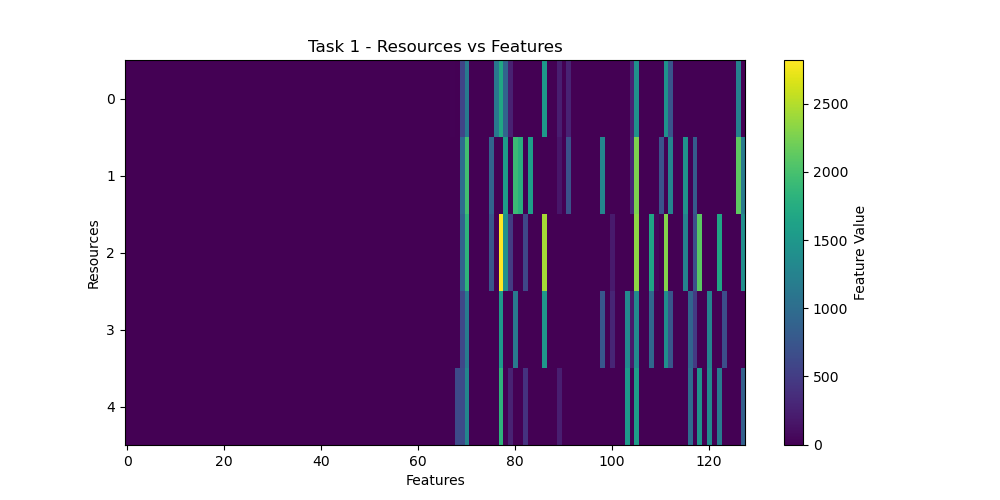 Task 1 - Resources vs Features
Resources
0
1
2
3
4
0 20 40 60 80 100 120
Features
2500
2000
1500
1000
500
0
Feature Value